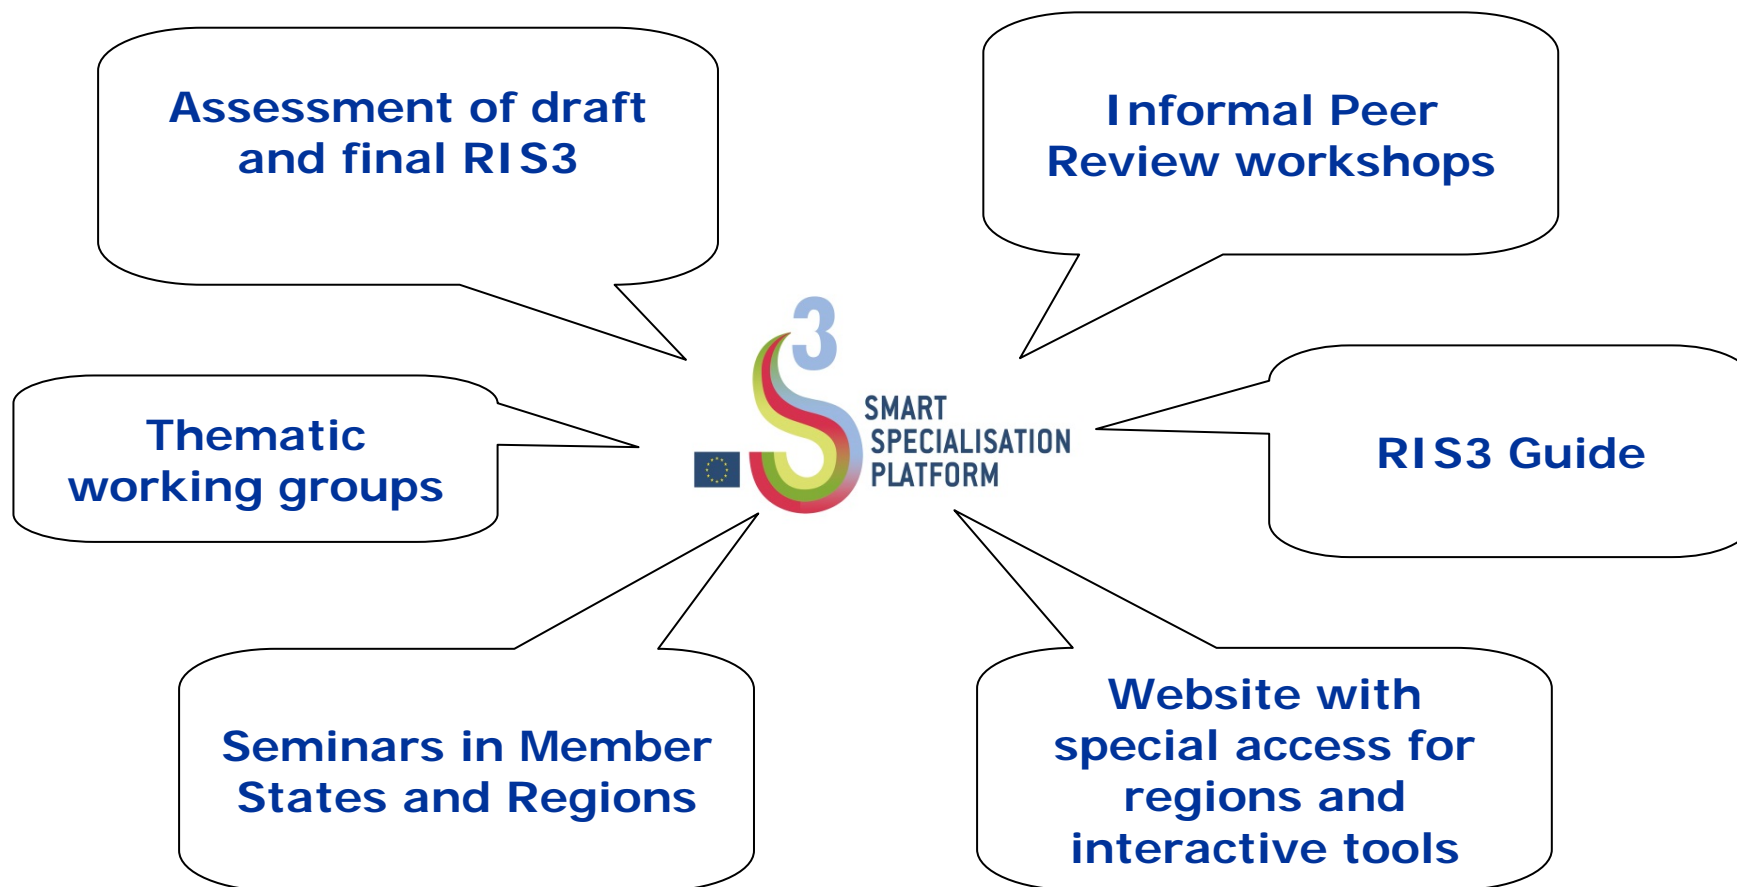 Assessment of draft
and final RIS3
Informal Peer
Review workshops
3
S
SMART
SPECIALISATION
PLATFORM
Thematic
working groups
RIS3 Guide
Seminars in Member
States and Regions
Website with
special access for
regions and
interactive tools